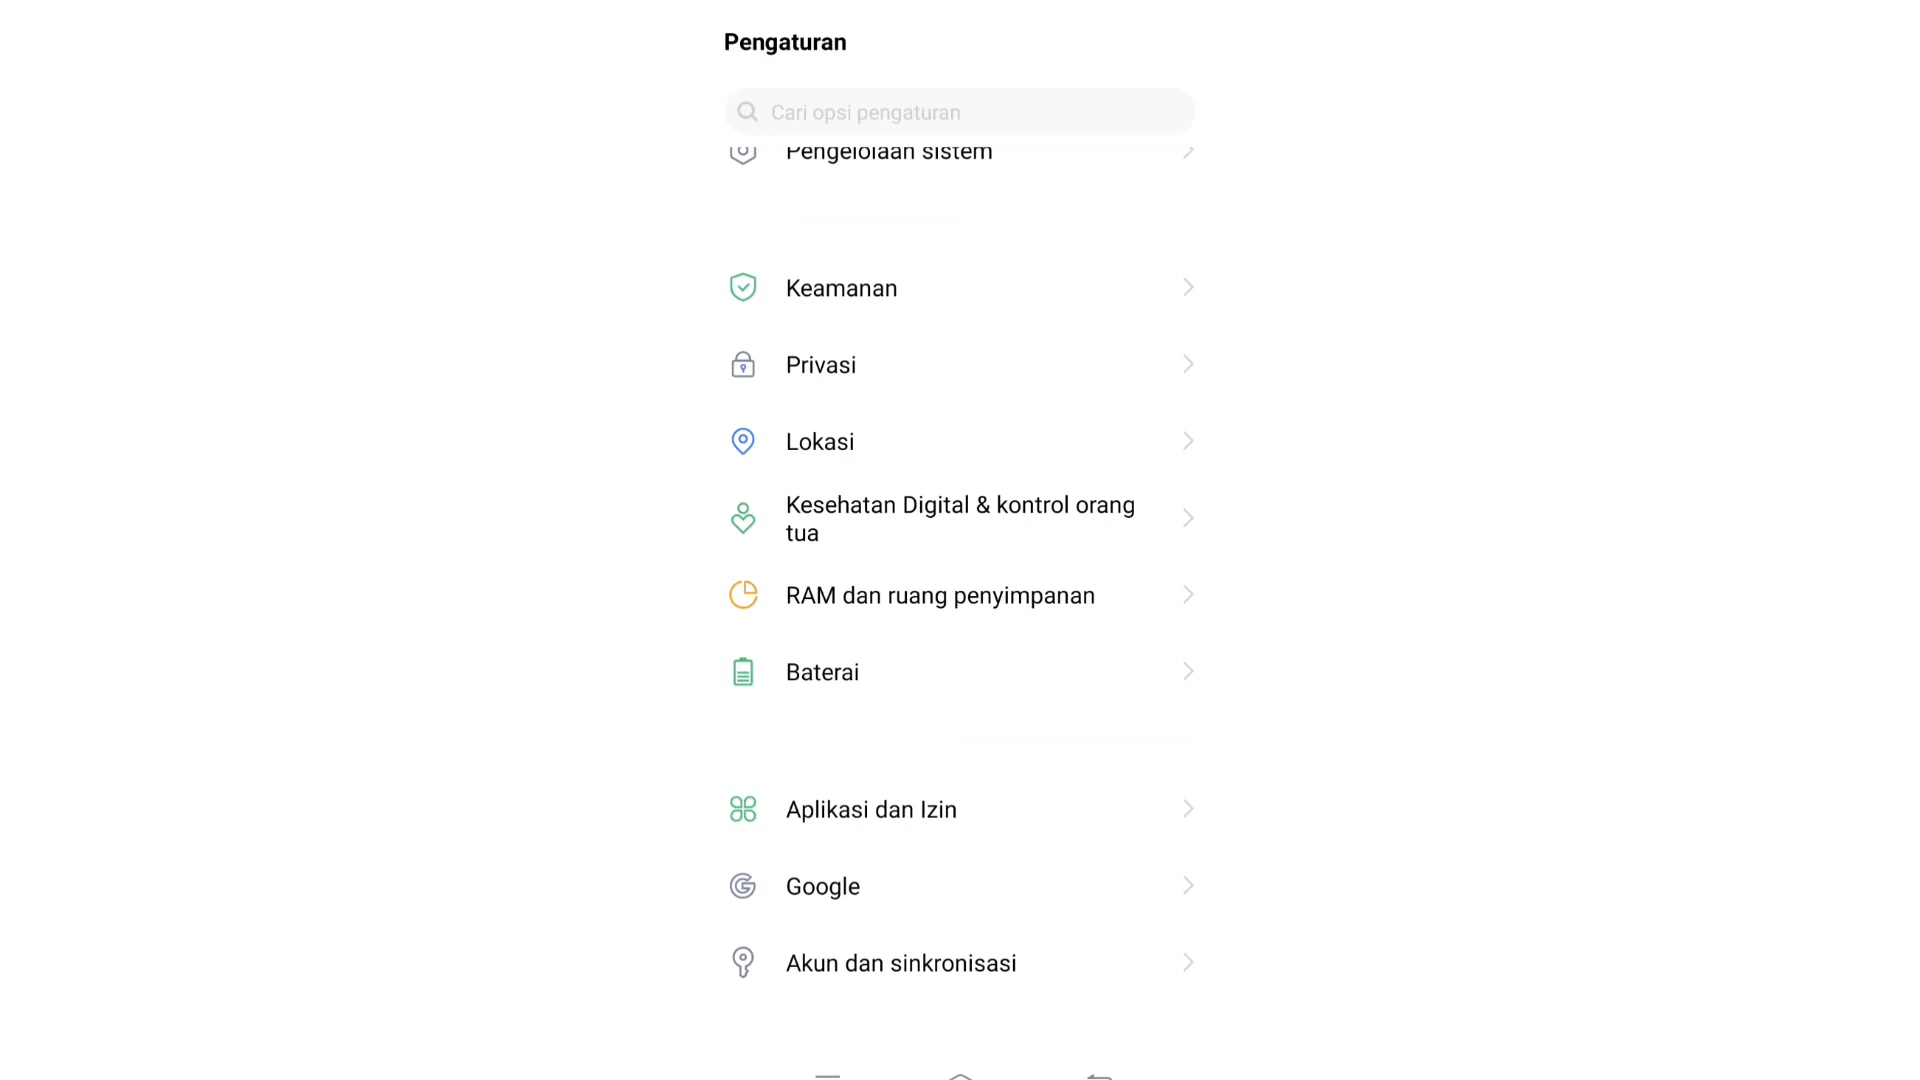 Pengaturan
Cari opsi pengaturan
Pengelolaan sistem
Keamanan
Privasi
Lokasi
Kesehatan Digital & kontrol orang
tua
RAM dan ruang penyimpanan
Baterai
Aplikasi dan Izin
Google
Akun dan sinkronisasi